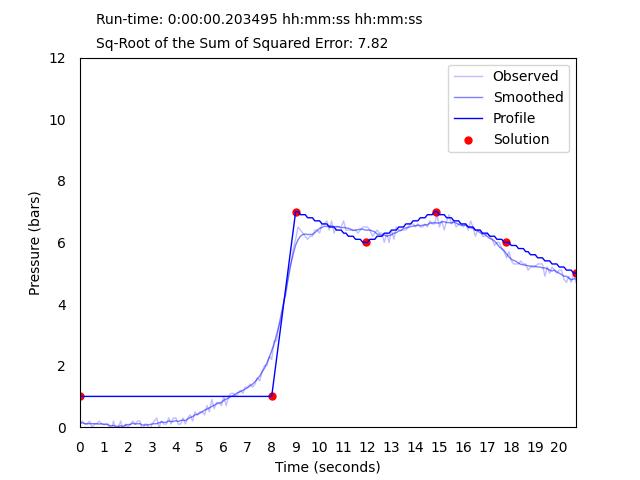 Run-time: 0:00:00.203495 hh:mm:ss hh:mm:ss
Sq-Root of the Sum of Squared Error: 7.82
12
10
8
6
4
2
0
Pressure (bars)
Observed
Smoothed
Profile
Solution
0 1 2 3 4 5 6 7 8 9 10 11 12 13 14 15 16 17 18 19 20
Time (seconds)